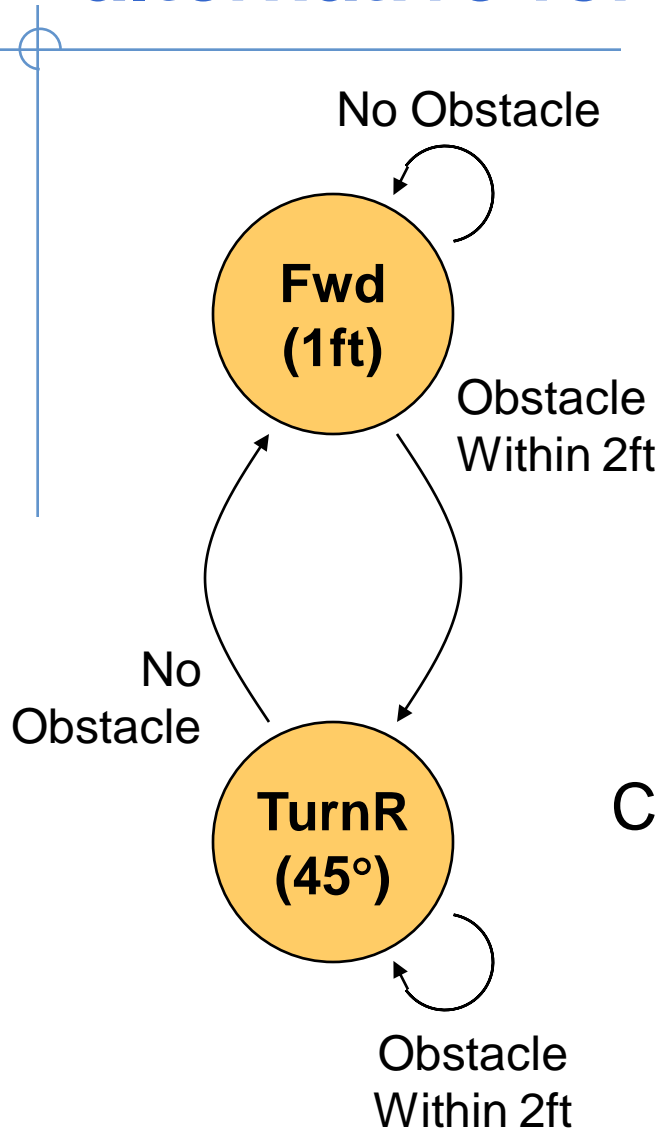 No Obstacle
Fwd
(1ft)
Obstacle
Within 2ft
No
Obstacle
TurnR
(45°)
C
Obstacle
Within 2ft